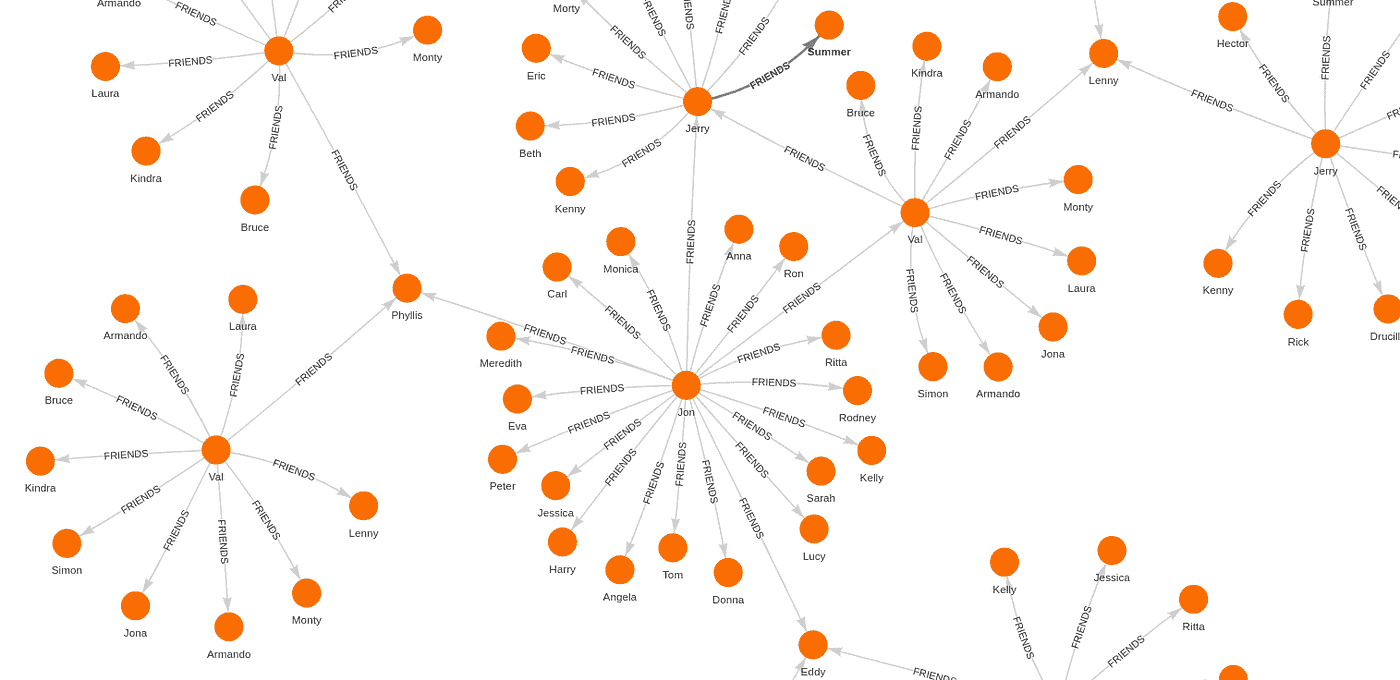 Armando
FRIENDS
Val
FRIENDS
Monty
FRIENDS
Laura
FRIENDS
Kindra
FRIENDS
Bruce
FRIENDS
Morty
FRIENDS
FRIENDS
Summer
FRIENDS
Eric
FRIENDS
Beth
FRIENDS
Kenny
FRIENDS
Jerry
FRIENDS
Bruce
FRIENDS
Kindra
FRIENDS
Armando
FRIENDS
Lenny
FRIENDS
FRIENDS
Val
FRIENDS
Monty
FRIENDS
Laura
FRIENDS
Jona
FRIENDS
Simon
FRIENDS
Armando
FRIENDS
Summer
Hector
FRIENDS
FRIENDS
FRIENDS
FRIENDS
Jerry
FRIENDS
Kenny
FRIENDS
Rick
FRIENDS
Phyllis
FRIENDS
Armando
FRIENDS
Laura
FRIENDS
Bruce
FRIENDS
Kindra
FRIENDS
Val
FRIENDS
Lenny
FRIENDS
Simon
FRIENDS
Jona
FRIENDS
Armando
FRIENDS
Monty
FRIENDS
Monica
FRIENDS
Anna
FRIENDS
Ron
FRIENDS
Carl
FRIENDS
FRIENDS
Meredith
FRIENDS
FRIENDS
Ritta
FRIENDS
Rodney
FRIENDS
Jon
Eva
FRIENDS
Kelly
FRIENDS
Peter
FRIENDS
Jessica
FRIENDS
Sarah
FRIENDS
Harry
FRIENDS
Lucy
FRIENDS
Angela
FRIENDS
Tom
FRIENDS
Donna
FRIENDS
Eddy
FRIENDS
Kelly
FRIENDS
Jessica
FRIENDS
Ritta
FRIENDS